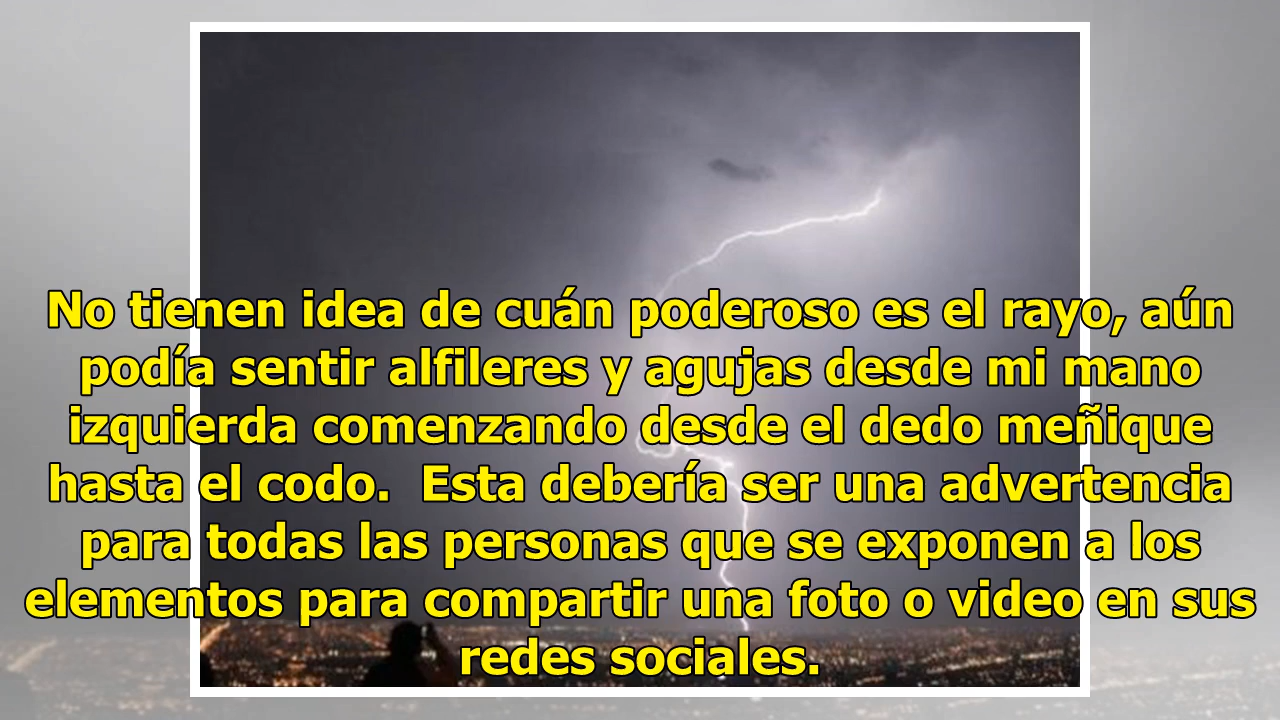 No tienen idea de cuán poderoso es el rayo, aún
podía sentir alfileres y agujas desde mi mano
izquierda comenzando desde el dedo meñique
hasta el codo.  Esta debería ser una advertencia
para todas las personas que se exponen a los
elementos para compartir una foto o video en sus
redes sociales.